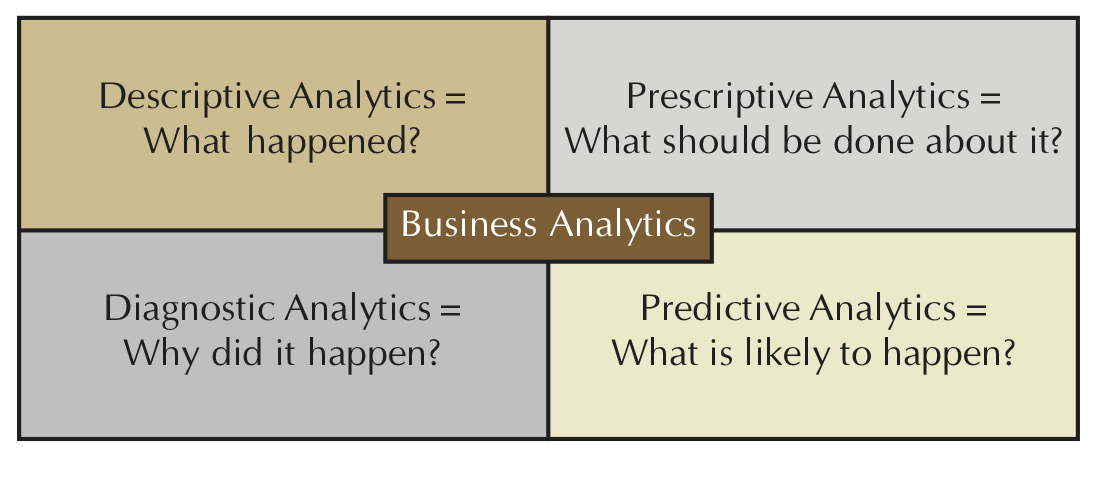 Descriptive Analytics =
What happened?
Prescriptive Analytics =
What should be done about it?
Business Analytics
Diagnostic Analytics =
Why did it happen?
Predictive Analytics =
What is likely to happen?